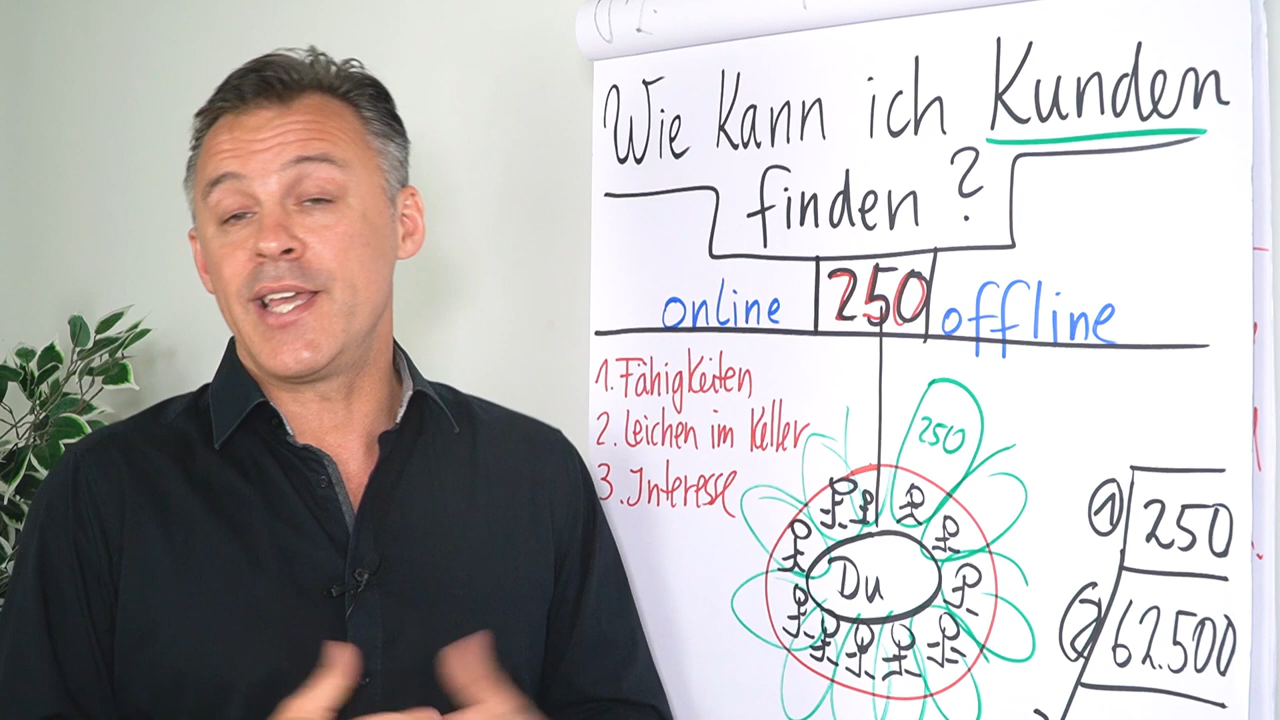 Wie kann ich Kunden
finden?
online 250 offline
1. Fähigkeiten
2. Leichen im Keller
3. Interesse
250
Du
1 250
2 62.500